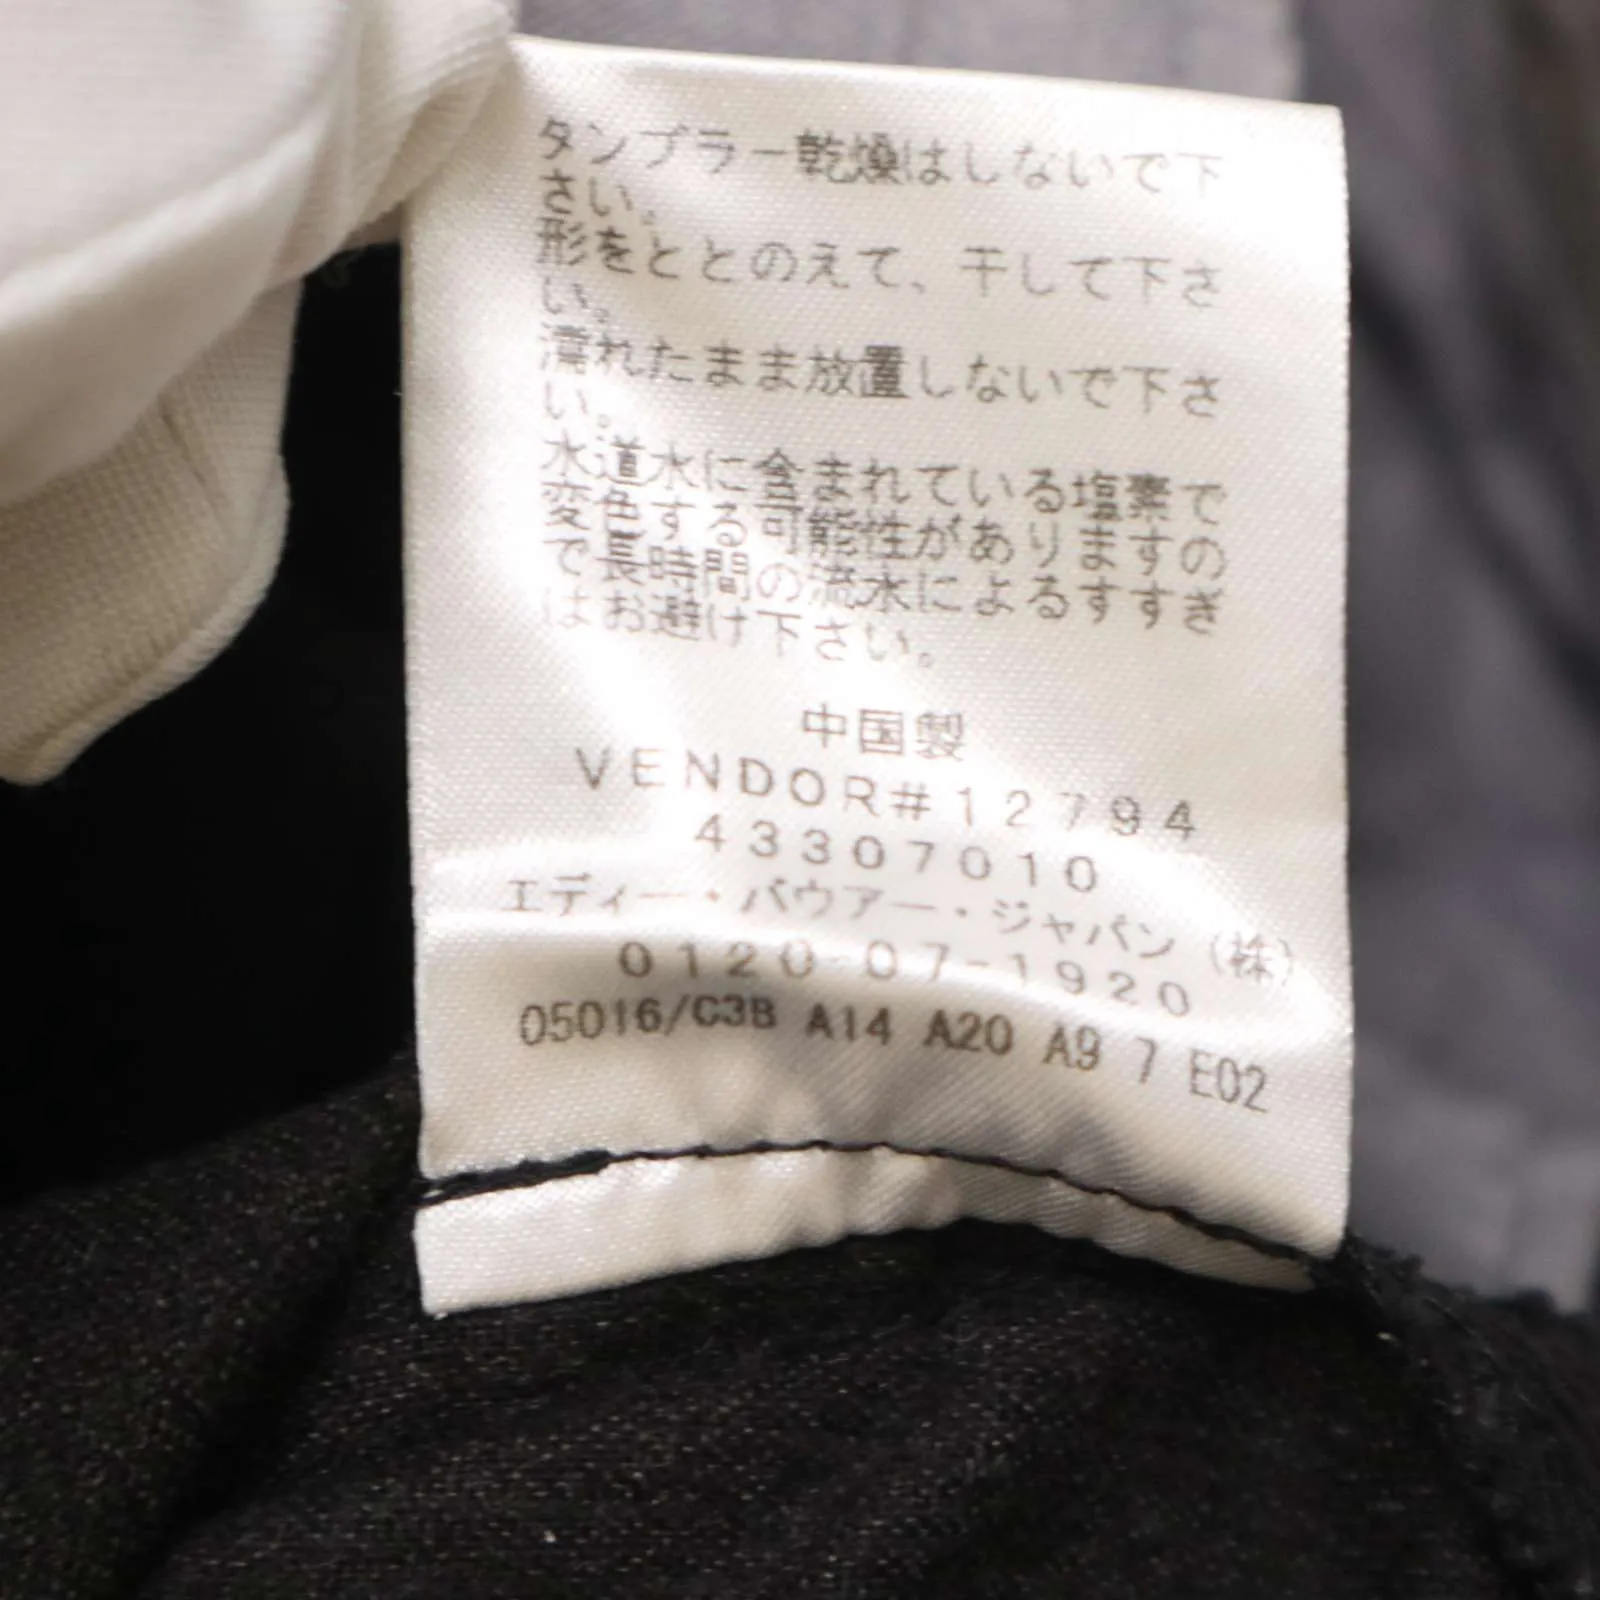 タンブラー乾燥はしないで下
さい。
形をととのえて、干して下さ
い。
濡れたまま放置しないで下さ
い。
水道水に含まれている塩素で
変色する可能性がありますの
で長時間の流水によるすすぎ
はお避け下さい。
中国製
VENDOR#12794
43307010
エディー・バウアー・ジャパン(株)
0120-07-1920
05016/C3B A14 A20 A9 7 E02